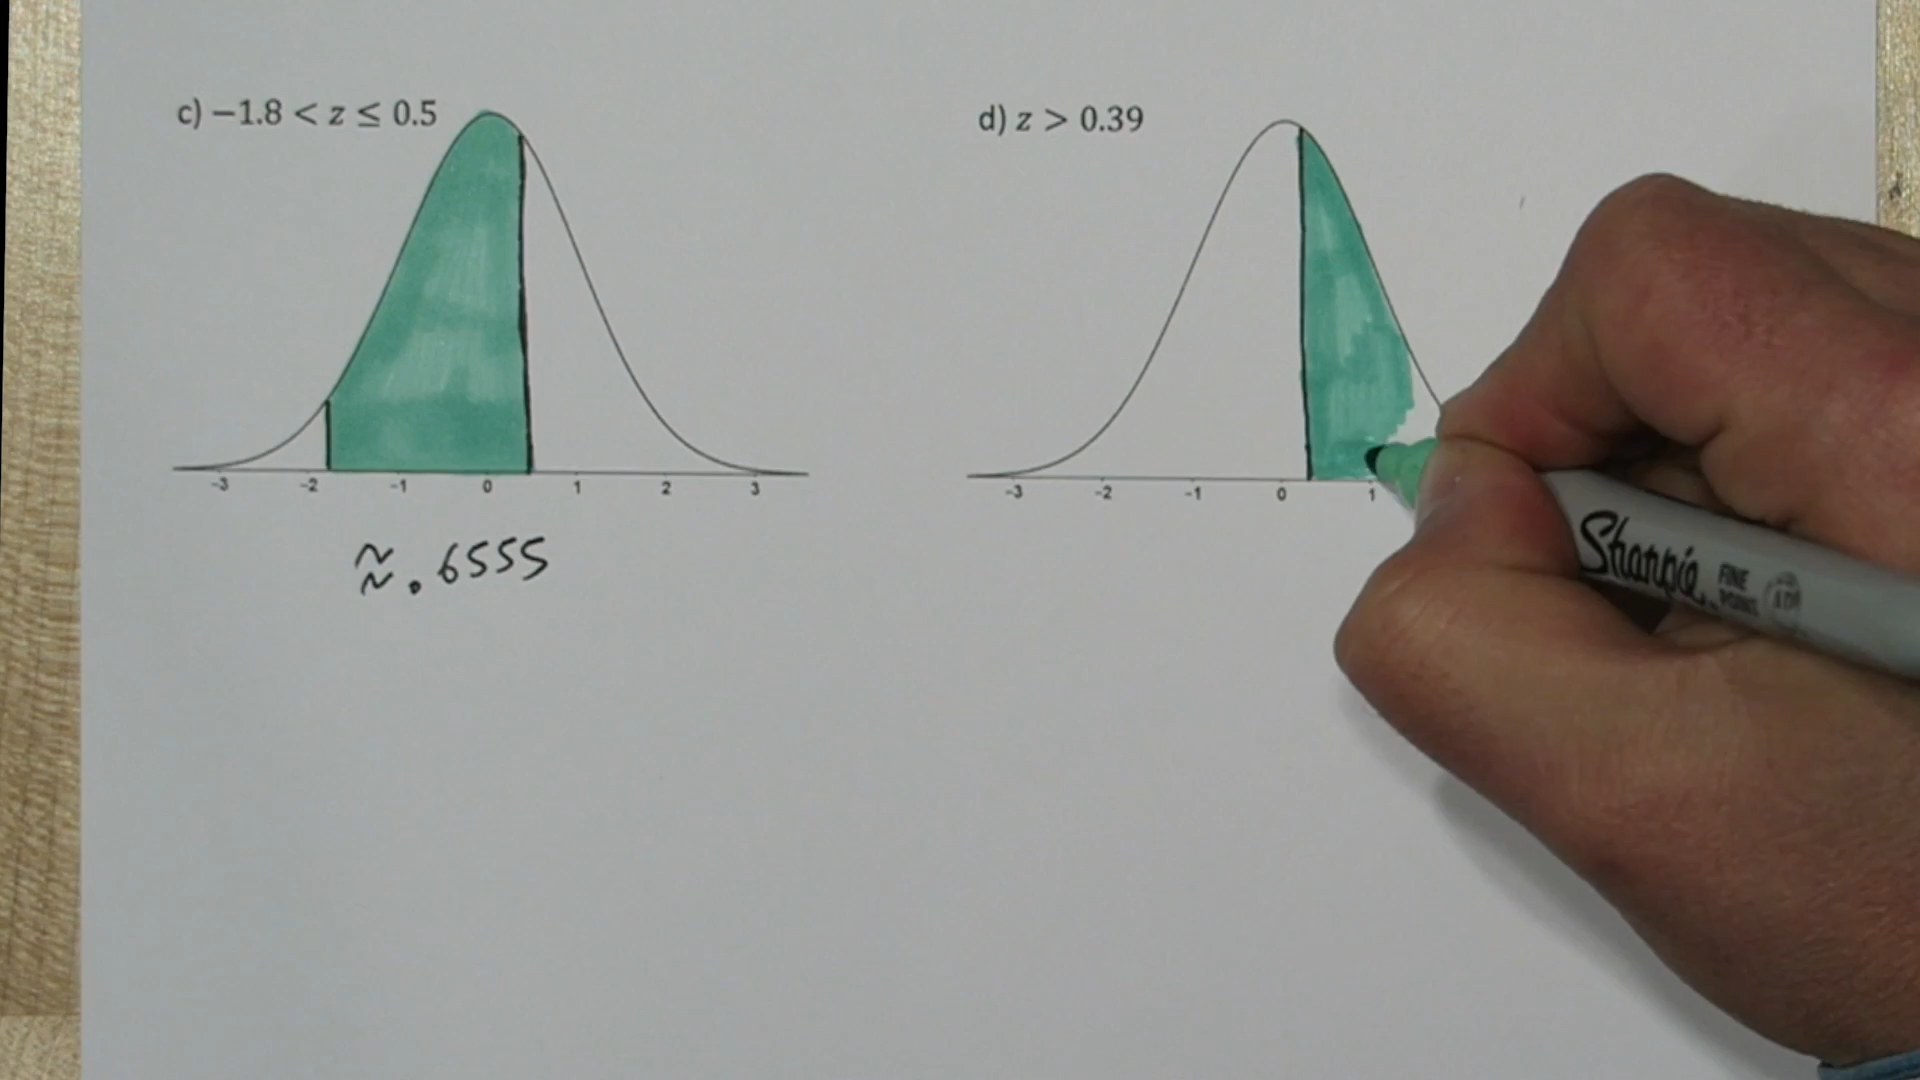 c) −1.8 < z ≤ 0.5
-3 -2 -1 0 1 2 3
≈ .6555
d) z > 0.39
-3 -2 -1 0 1
Sharpie
FINE
POINT